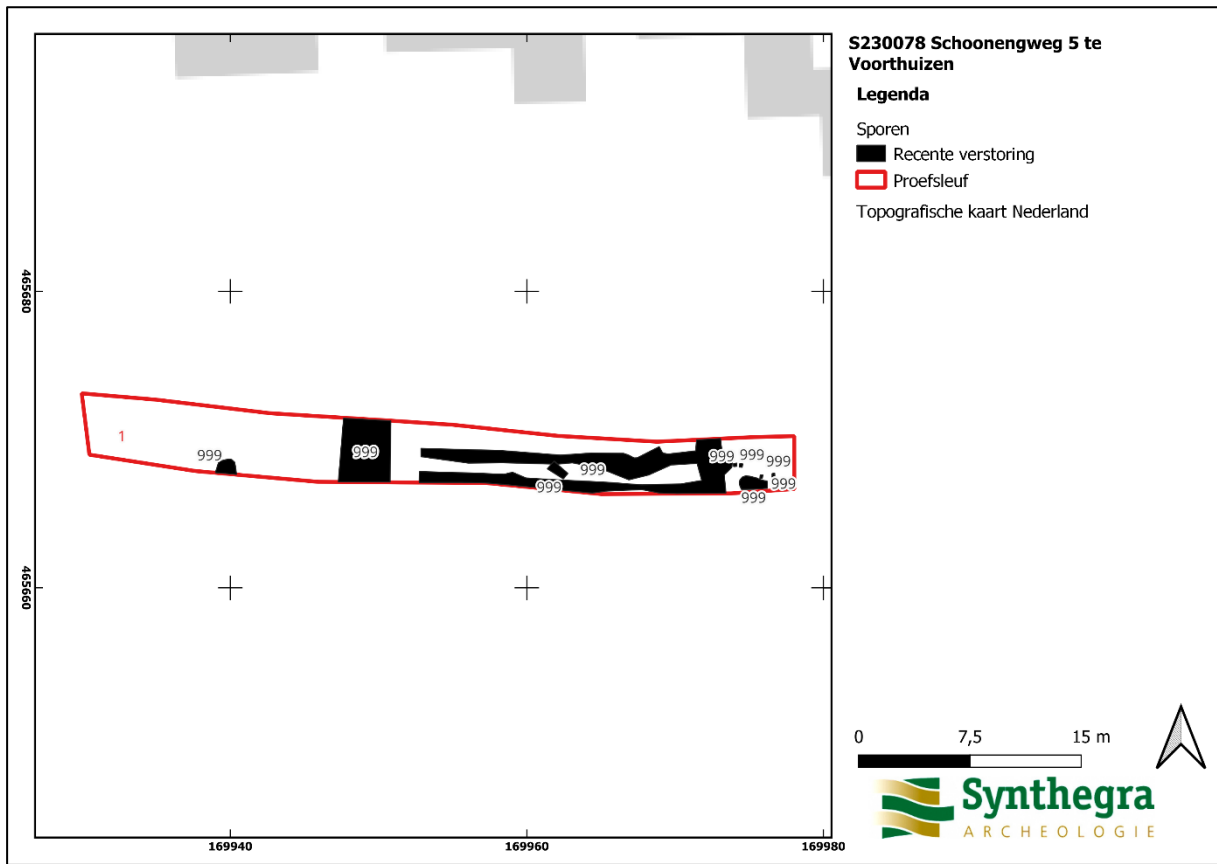 S230078 Schoonengweg 5 te
Voorthuizen
Legenda
Sporen
Recente verstoring
Proefsleuf
Topografische kaart Nederland
465680
1
999
999
999
999
999
999
999
999
999
465660
0 7,5 15 m
Synthegra
ARCHEOLOGIE
169940 169960 169980